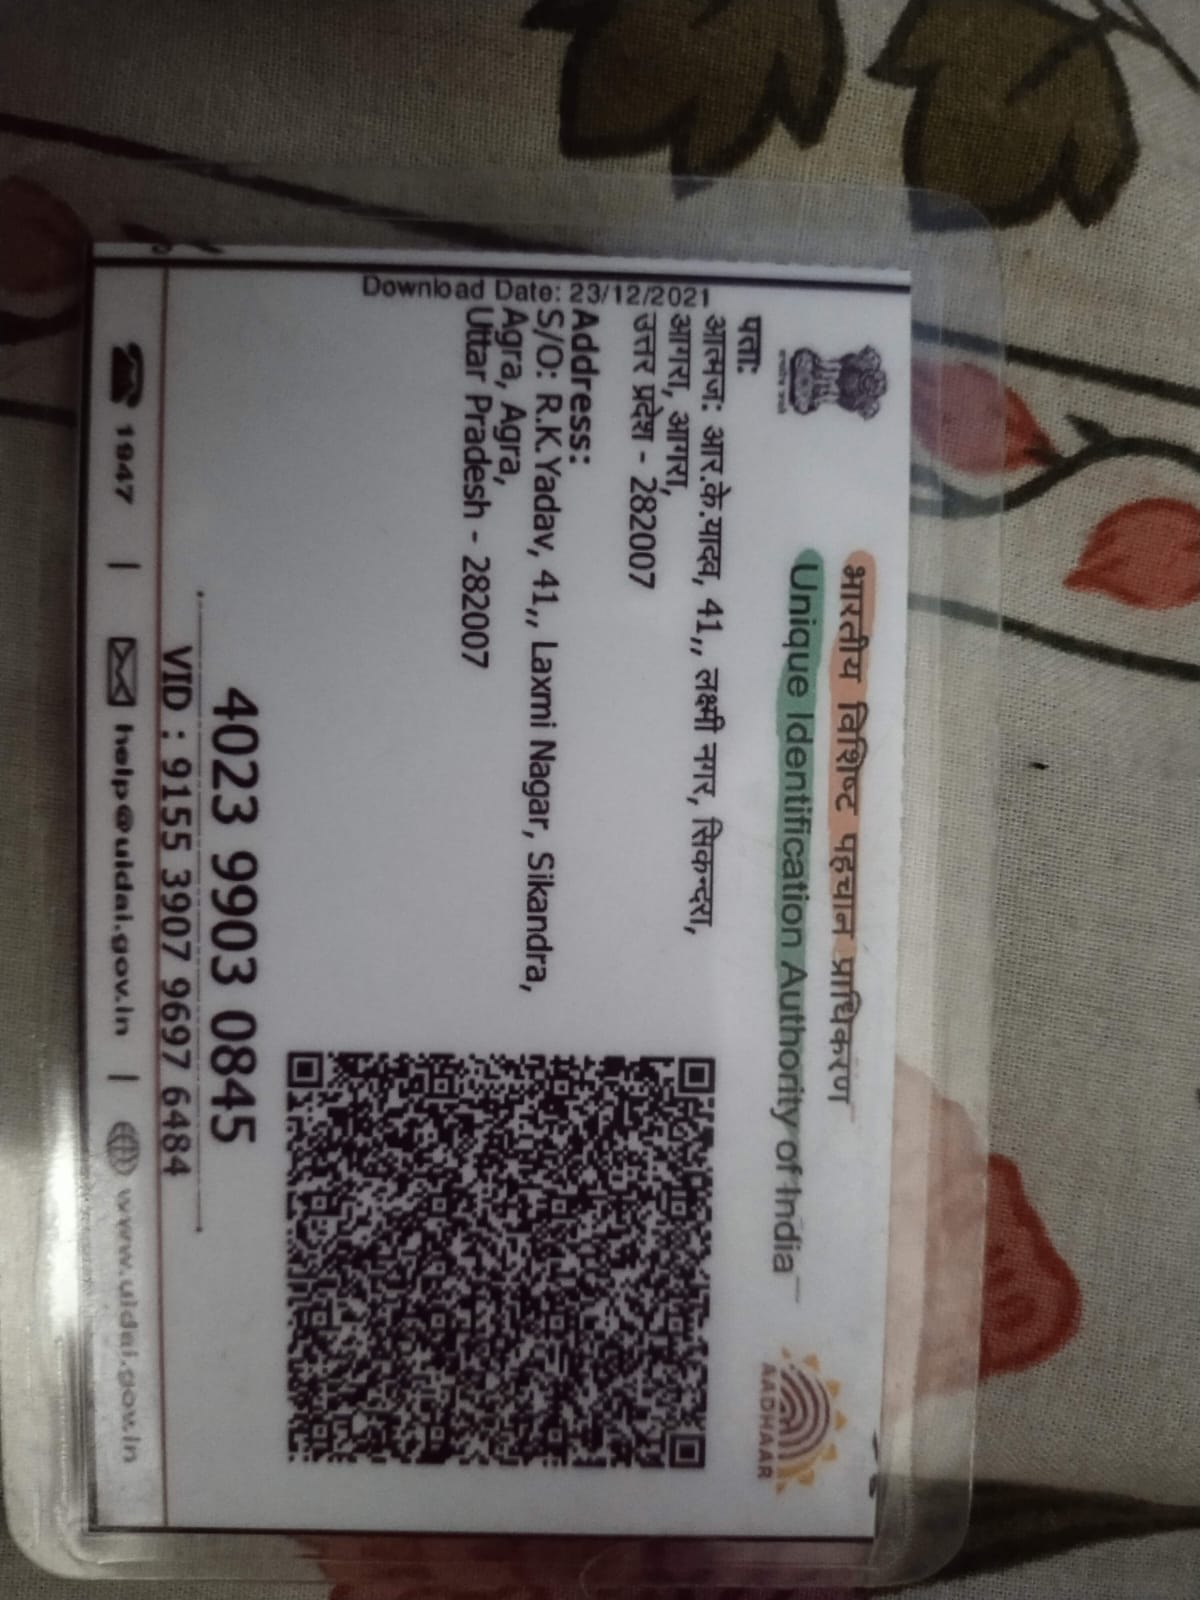 भारतीय विशिष्ट पहचान प्राधिकरण
Unique Identification Authority of India
AADHAAR
पता:
आत्मज: आर.के.यादव, 41,, लक्ष्मी नगर, सिकन्दरा,
आगरा, आगरा,
उत्तर प्रदेश - 282007
Download Date: 23/12/2021
Address:
S/O: R.K.Yadav, 41,, Laxmi Nagar, Sikandra,
Agra, Agra,
Uttar Pradesh - 282007
4023 9903 0845
VID : 9155 3907 9697 6484
1947 | help@uidai.gov.in | www.uidai.gov.in